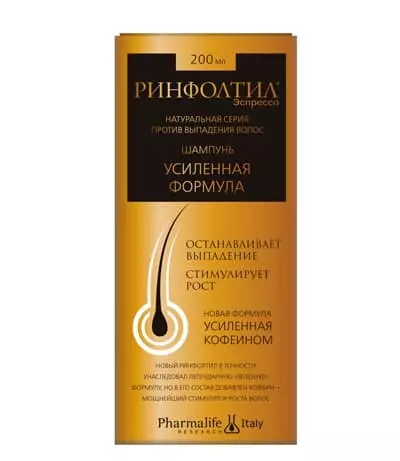 200 мл
РИНФОЛТИЛ®
Эспрессо
НАТУРАЛЬНАЯ СЕРИЯ
ПРОТИВ ВЫПАДЕНИЯ ВОЛОС
ШАМПУНЬ
УСИЛЕННАЯ
ФОРМУЛА
ОСТАНАВЛИВАЕТ
ВЫПАДЕНИЕ
СТИМУЛИРУЕТ
РОСТ
НОВАЯ ФОРМУЛА
УСИЛЕННАЯ
КОФЕИНОМ
НОВЫЙ РИНФОЛТИЛ В ТОЧНОСТИ
УНАСЛЕДОВАЛ ЛЕГЕНДАРНУЮ «ЗЕЛЕНУЮ»
ФОРМУЛУ, НО В ЕГО СОСТАВ ДОБАВЛЕН КОФЕИН —
МОЩНЕЙШИЙ СТИМУЛЯТОР РОСТА ВОЛОС
Pharmalife Italy
RESEARCH